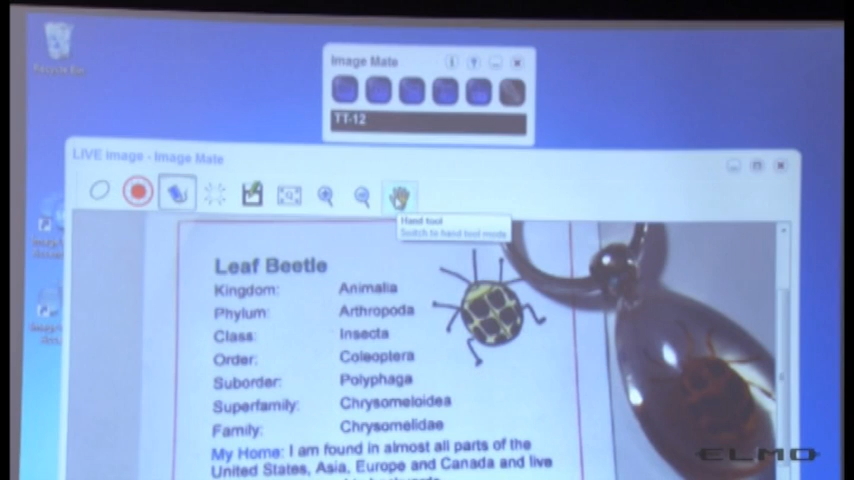 Recycle Bin
Image Mate
TT-12
LIVE image - Image Mate
Hand tool
Switch to hand tool mode
Leaf Beetle
Kingdom: Animalia
Phylum: Arthropoda
Class: Insecta
Order: Coleoptera
Suborder: Polyphaga
Superfamily: Chrysomeloidea
Family: Chrysomelidae
My Home: I am found in almost all parts of the
United States, Asia, Europe and Canada and live
ELMO